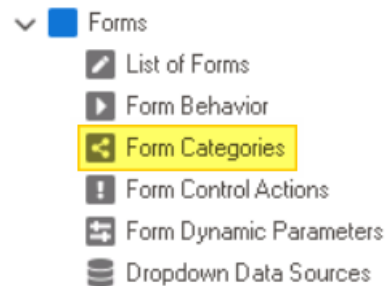 Forms
List of Forms
Form Behavior
Form Categories
Form Control Actions
Form Dynamic Parameters
Dropdown Data Sources